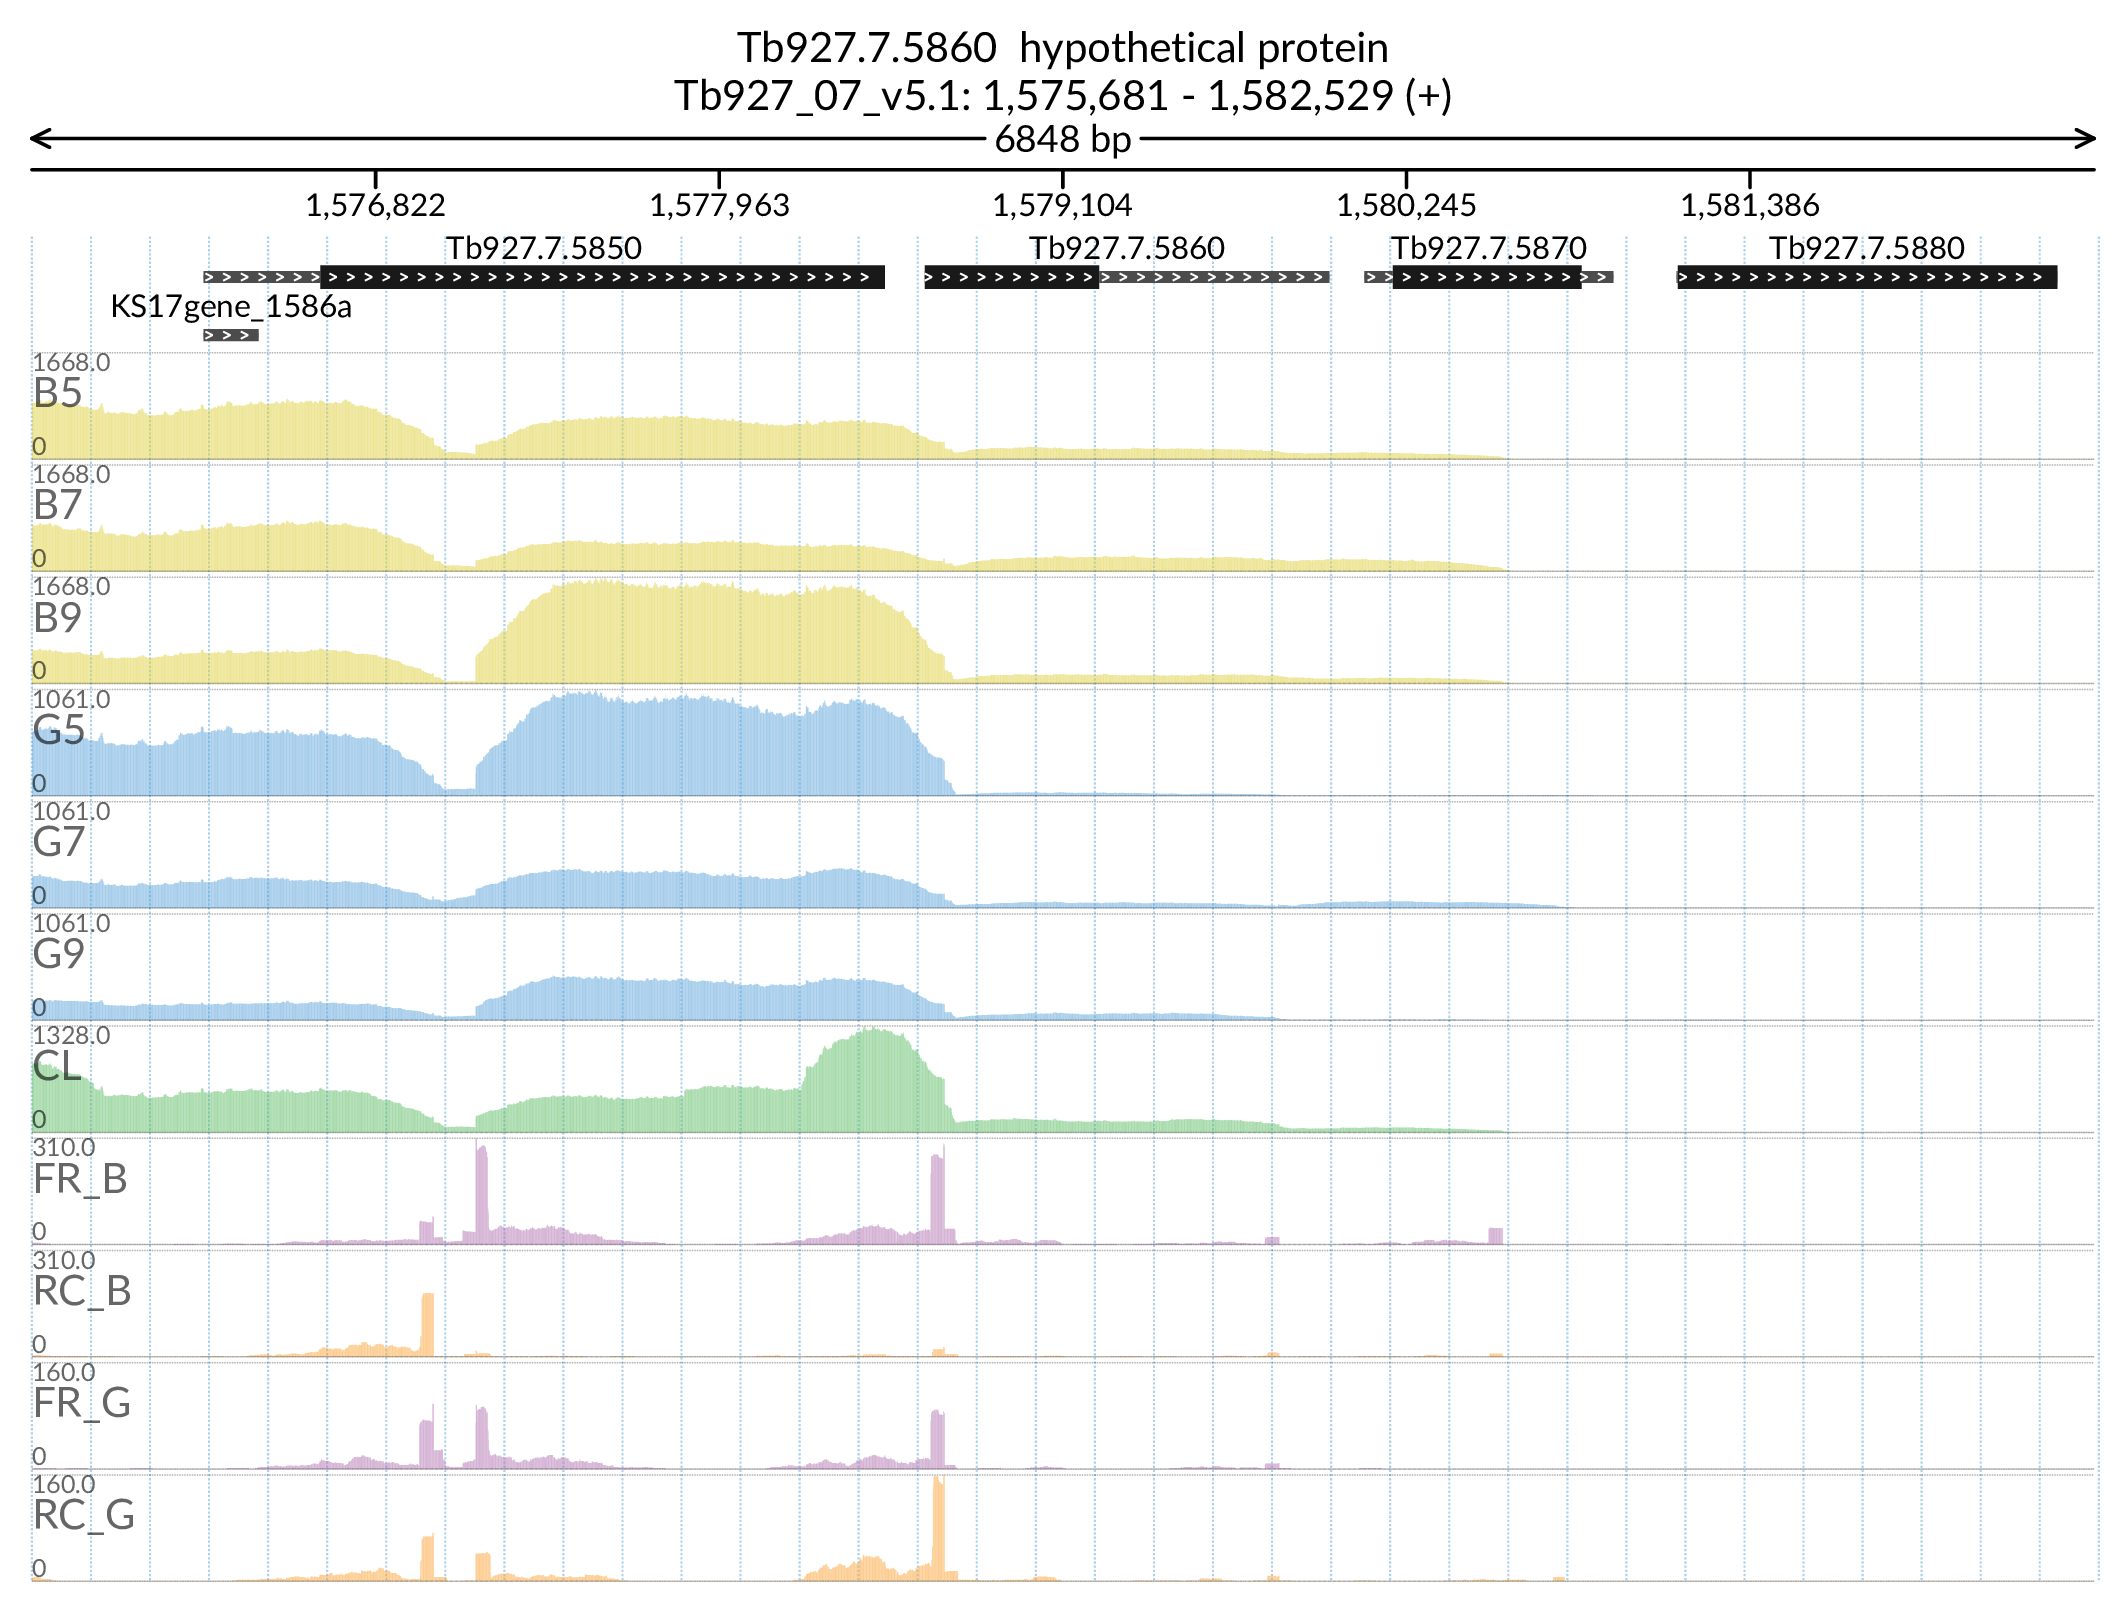 Tb927.7.5860  hypothetical protein
Tb927_07_v5.1: 1,575,681 - 1,582,529 (+)
6848 bp
1,576,822 1,577,963 1,579,104 1,580,245 1,581,386
Tb927.7.5850 Tb927.7.5860 Tb927.7.5870 Tb927.7.5880
KS17gene_1586a
1668.0
B5
0
1668.0
B7
0
1668.0
B9
0
1061.0
G5
0
1061.0
G7
0
1061.0
G9
0
1328.0
CL
0
310.0
FR_B
0
310.0
RC_B
0
160.0
FR_G
0
160.0
RC_G
0